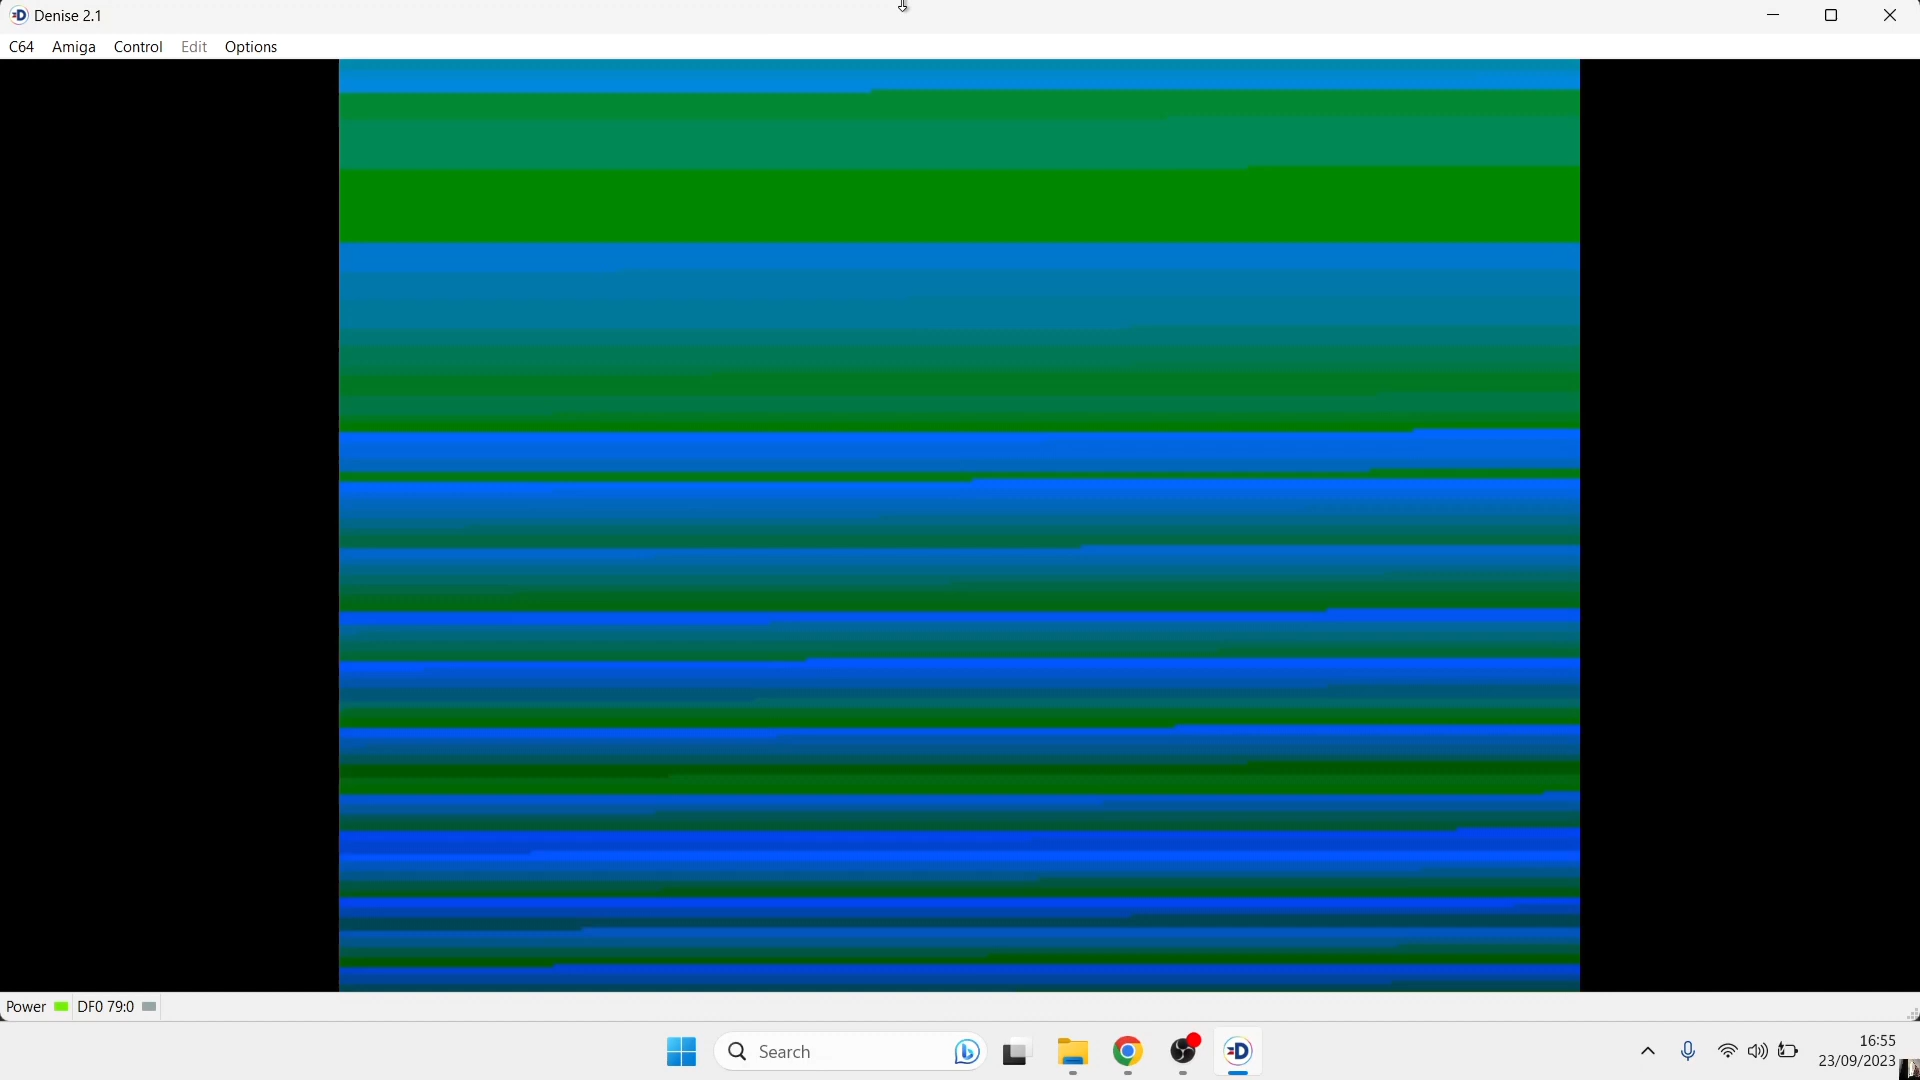 Denise 2.1
C64 Amiga Control Edit Options
Power DF0 79:0
Search
16:55
23/09/2023